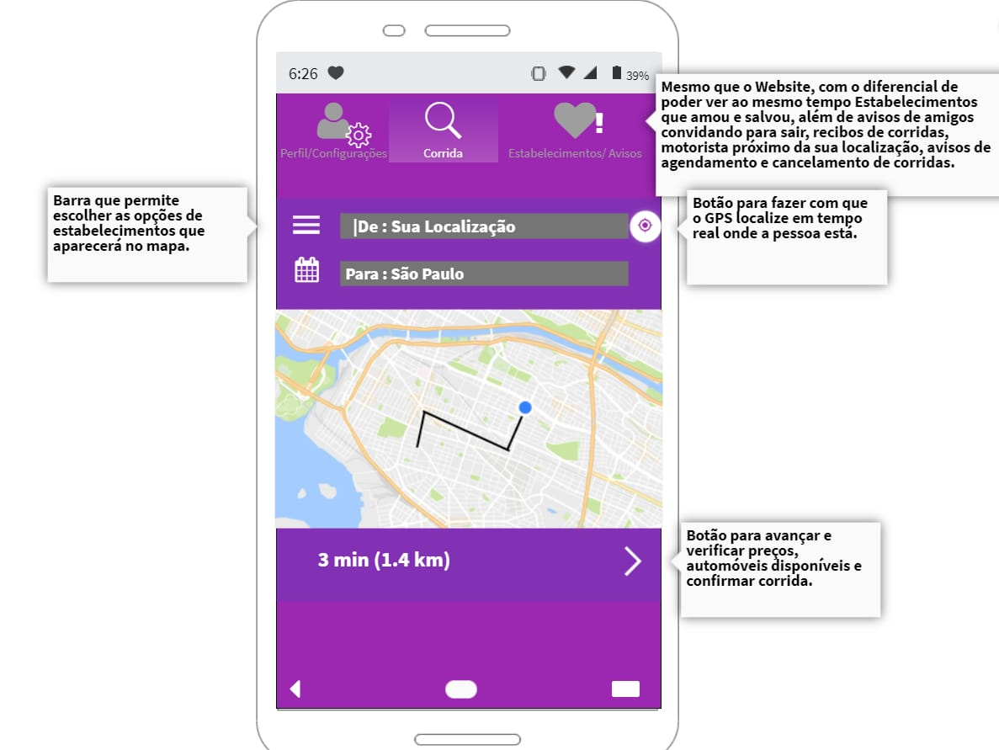 6:26
39%
Mesmo que o Website, com o diferencial de
poder ver ao mesmo tempo Estabelecimentos
que amou e salvou, além de avisos de amigos
convidando para sair, recibos de corridas,
motorista próximo da sua localização, avisos de
agendamento e cancelamento de corridas.
Perfil/Configurações
Corrida
Estabelecimentos/ Avisos
Barra que permite
escolher as opções de
estabelecimentos que
aparecerá no mapa.
|De : Sua Localização
Botão para fazer com que
o GPS localize em tempo
real onde a pessoa está.
Para : São Paulo
3 min (1.4 km)
Botão para avançar e
verificar preços,
automóveis disponíveis e
confirmar corrida.